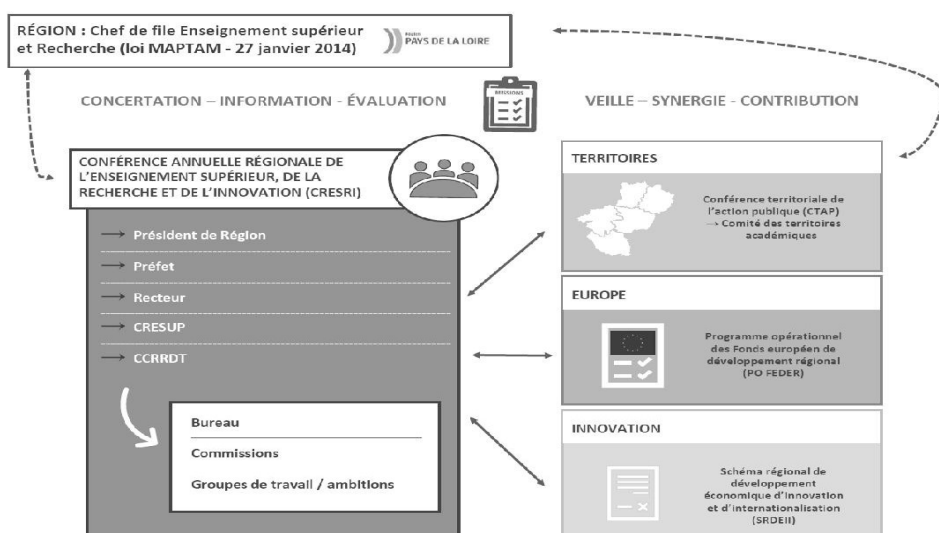 RÉGION : Chef de file Enseignement supérieur
et Recherche (loi MAPTAM - 27 janvier 2014)
Région
PAYS DE LA LOIRE
CONCERTATION – INFORMATION - ÉVALUATION
MISSIONS
VEILLE – SYNERGIE - CONTRIBUTION
CONFÉRENCE ANNUELLE RÉGIONALE DE
L'ENSEIGNEMENT SUPÉRIEUR, DE LA
RECHERCHE ET DE L'INNOVATION (CRESRI)
Président de Région
Préfet
Recteur
CRESUP
CCRRDT
Bureau
Commissions
Groupes de travail / ambitions
TERRITOIRES
Conférence territoriale de
l'action publique (CTAP)
→ Comité des territoires
académiques
EUROPE
Programme opérationnel
des Fonds européen de
développement régional
(PO FEDER)
INNOVATION
Schéma régional de
développement
économique d'innovation
et d'internationalisation
(SRDEII)